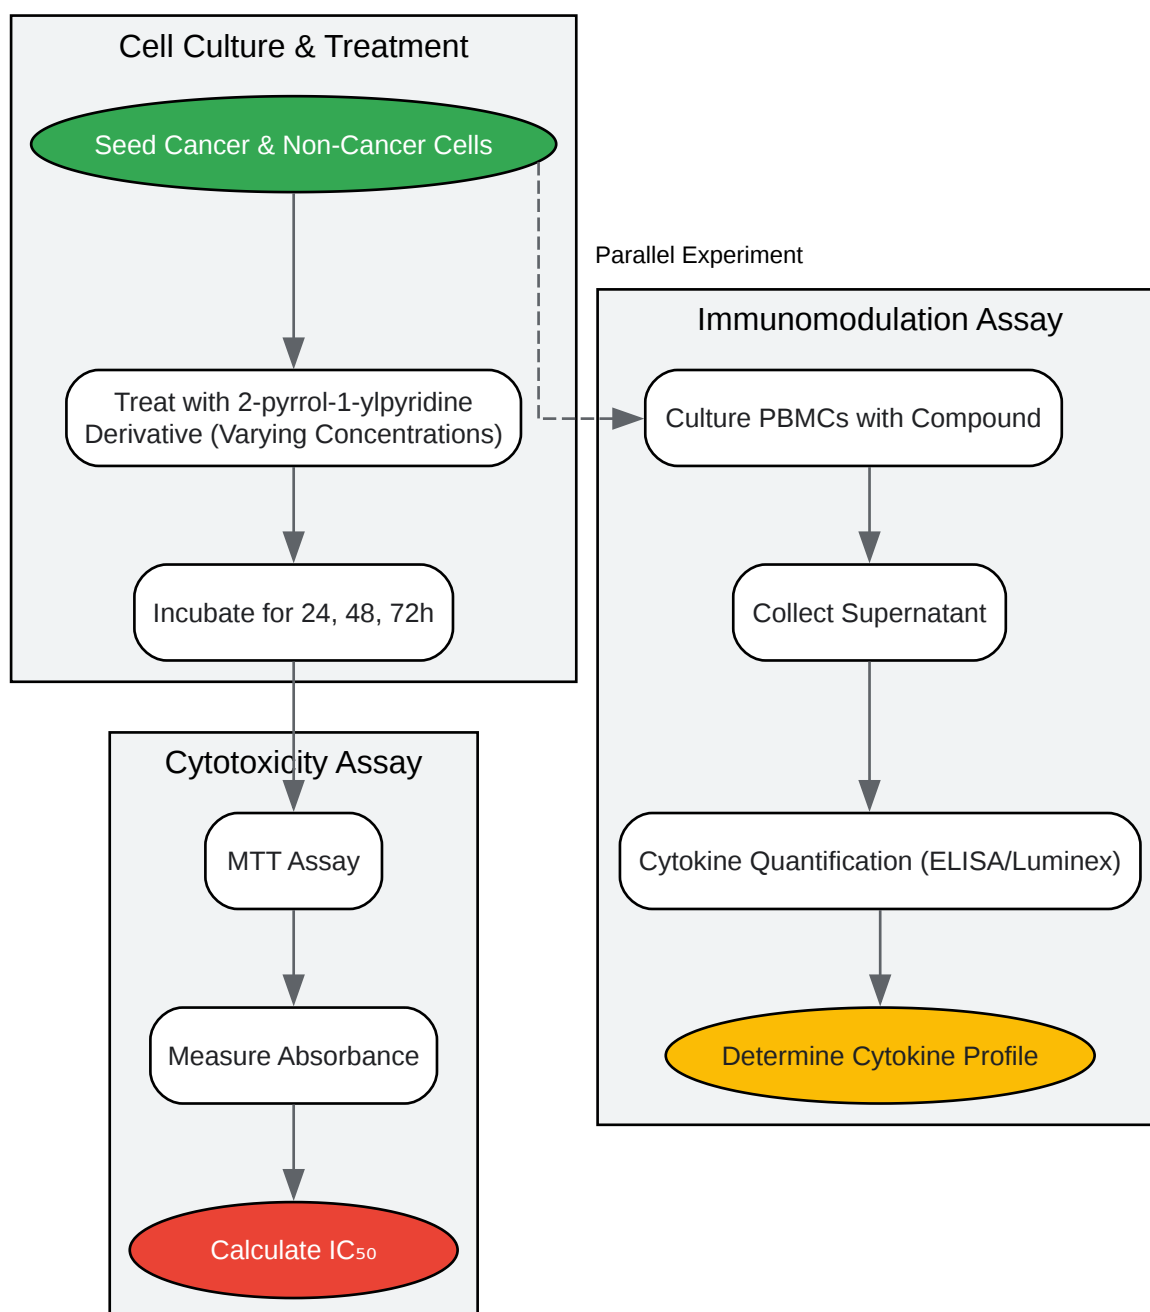 Cell Culture & Treatment
Seed Cancer & Non-Cancer Cells
Treat with 2-pyrrol-1-ylpyridine
Derivative (Varying Concentrations)
Incubate for 24, 48, 72h
Cytotoxicity Assay
MTT Assay
Measure Absorbance
Calculate IC₅₀
Parallel Experiment
Immunomodulation Assay
Culture PBMCs with Compound
Collect Supernatant
Cytokine Quantification (ELISA/Luminex)
Determine Cytokine Profile